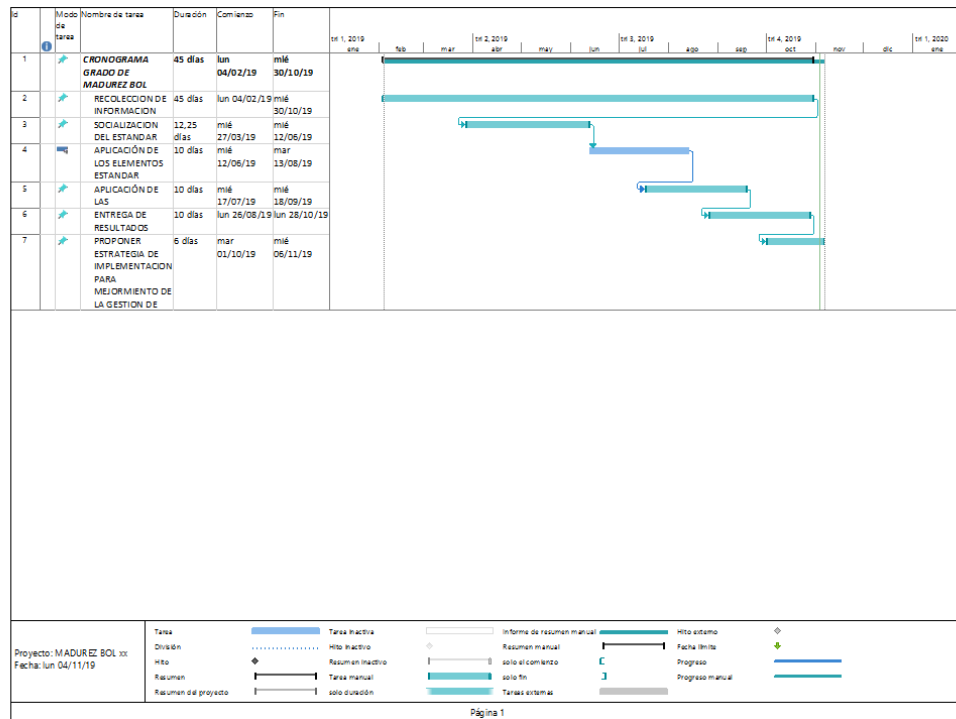 Id Modo de tarea Nombre de tarea Duración Comienzo Fin
tri 1, 2019 tri 2, 2019 tri 3, 2019 tri 4, 2019 tri 1, 2020
ene feb mar abr may jun jul ago sep oct nov dic ene
1 CRONOGRAMA GRADO DE MADUREZ BOL 45 días lun 04/02/19 mié 30/10/19
2 RECOLECCION DE INFORMACION 45 días lun 04/02/19 mié 30/10/19
3 SOCIALIZACION DEL ESTANDAR 12,25 días mié 27/03/19 mié 12/06/19
4 APLICACIÓN DE LOS ELEMENTOS ESTANDAR 10 días mié 12/06/19 mar 13/08/19
5 APLICACIÓN DE LAS 10 días mié 17/07/19 mié 18/09/19
6 ENTREGA DE RESULTADOS 10 días lun 26/08/19 lun 28/10/19
7 PROPONER ESTRATEGIA DE IMPLEMENTACION PARA MEJORMIENTO DE LA GESTION DE 6 días mar 01/10/19 mié 06/11/19
Proyecto: MADUREZ BOL xx
Fecha: lun 04/11/19
Tarea Tarea inactiva Informe de resumen manual Hito externo
División Hito inactivo Resumen manual Fecha límite
Hito Resumen inactivo solo el comienzo Progreso
Resumen Tarea manual solo fin Progreso manual
Resumen del proyecto solo duración Tareas externas
Página 1